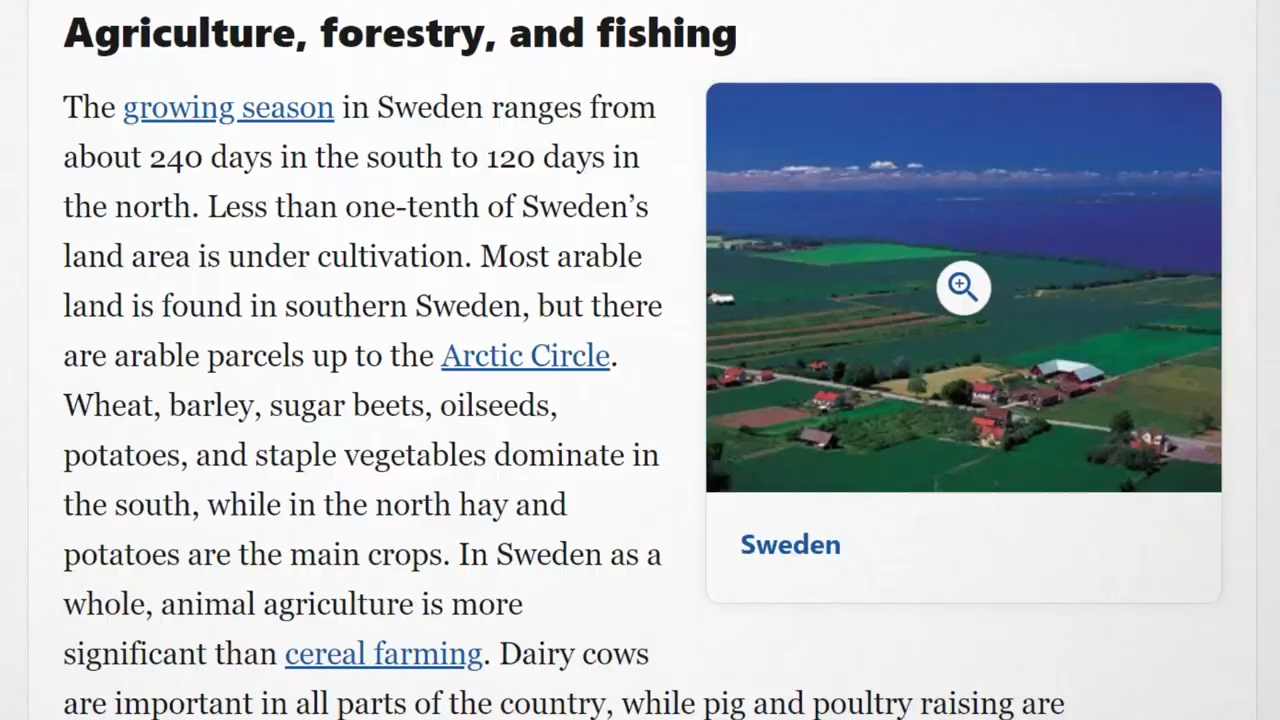 Agriculture, forestry, and fishing
The growing season in Sweden ranges from
about 240 days in the south to 120 days in
the north. Less than one-tenth of Sweden’s
land area is under cultivation. Most arable
land is found in southern Sweden, but there
are arable parcels up to the Arctic Circle.
Wheat, barley, sugar beets, oilseeds,
potatoes, and staple vegetables dominate in
the south, while in the north hay and
potatoes are the main crops. In Sweden as a
whole, animal agriculture is more
significant than cereal farming. Dairy cows
are important in all parts of the country, while pig and poultry raising are
Sweden